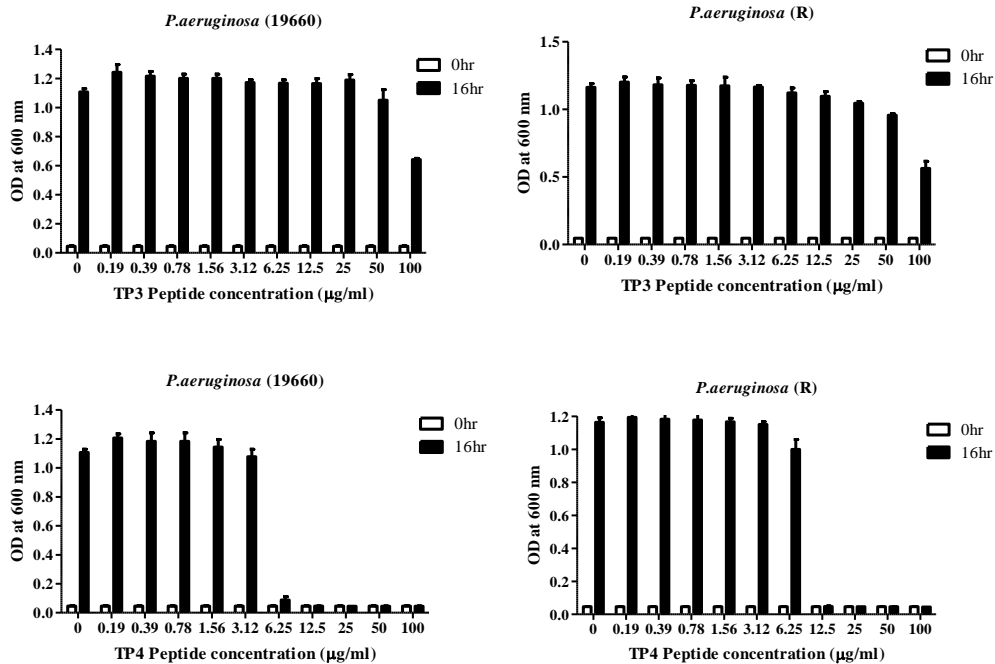 P.aeruginosa (19660)
1.4
1.2
1.0
0.8
0.6
0.4
0.2
0.0
OD at 600 nm
0hr
16hr
0 0.19 0.39 0.78 1.56 3.12 6.25 12.5 25 50 100
TP3 Peptide concentration (µg/ml)
P.aeruginosa (R)
1.5
1.0
0.5
0.0
OD at 600 nm
0hr
16hr
0 0.19 0.39 0.78 1.56 3.12 6.25 12.5 25 50 100
TP3 Peptide concentration (µg/ml)
P.aeruginosa (19660)
1.4
1.2
1.0
0.8
0.6
0.4
0.2
0.0
OD at 600 nm
0hr
16hr
0 0.19 0.39 0.78 1.56 3.12 6.25 12.5 25 50 100
TP4 Peptide concentration (µg/ml)
P.aeruginosa (R)
1.2
1.0
0.8
0.6
0.4
0.2
0.0
OD at 600 nm
0hr
16hr
0 0.19 0.39 0.78 1.56 3.12 6.25 12.5 25 50 100
TP4 Peptide concentration (µg/ml)